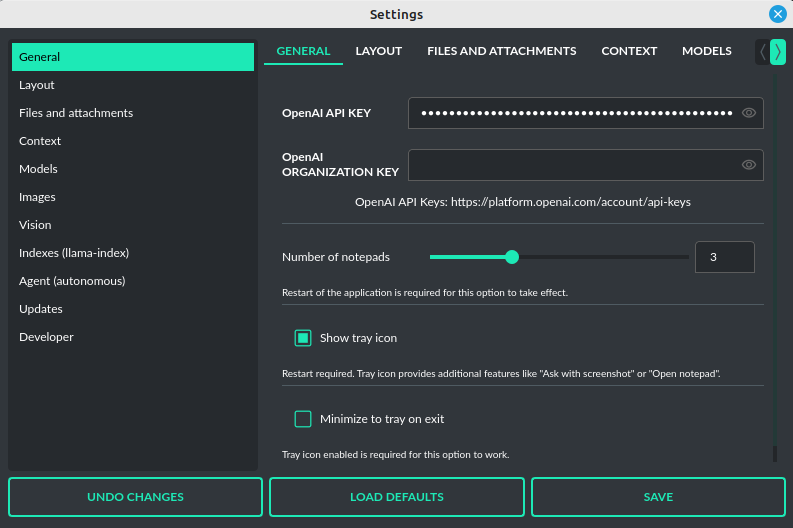 Settings
General
Layout
Files and attachments
Context
Models
Images
Vision
Indexes (llama-index)
Agent (autonomous)
Updates
Developer
GENERAL LAYOUT FILES AND ATTACHMENTS CONTEXT MODELS
OpenAI API KEY
OpenAI
ORGANIZATION KEY
OpenAI API Keys: https://platform.openai.com/account/api-keys
Number of notepads 3
Restart of the application is required for this option to take effect.
Show tray icon
Restart required. Tray icon provides additional features like "Ask with screenshot" or "Open notepad".
Minimize to tray on exit
Tray icon enabled is required for this option to work.
UNDO CHANGES LOAD DEFAULTS SAVE